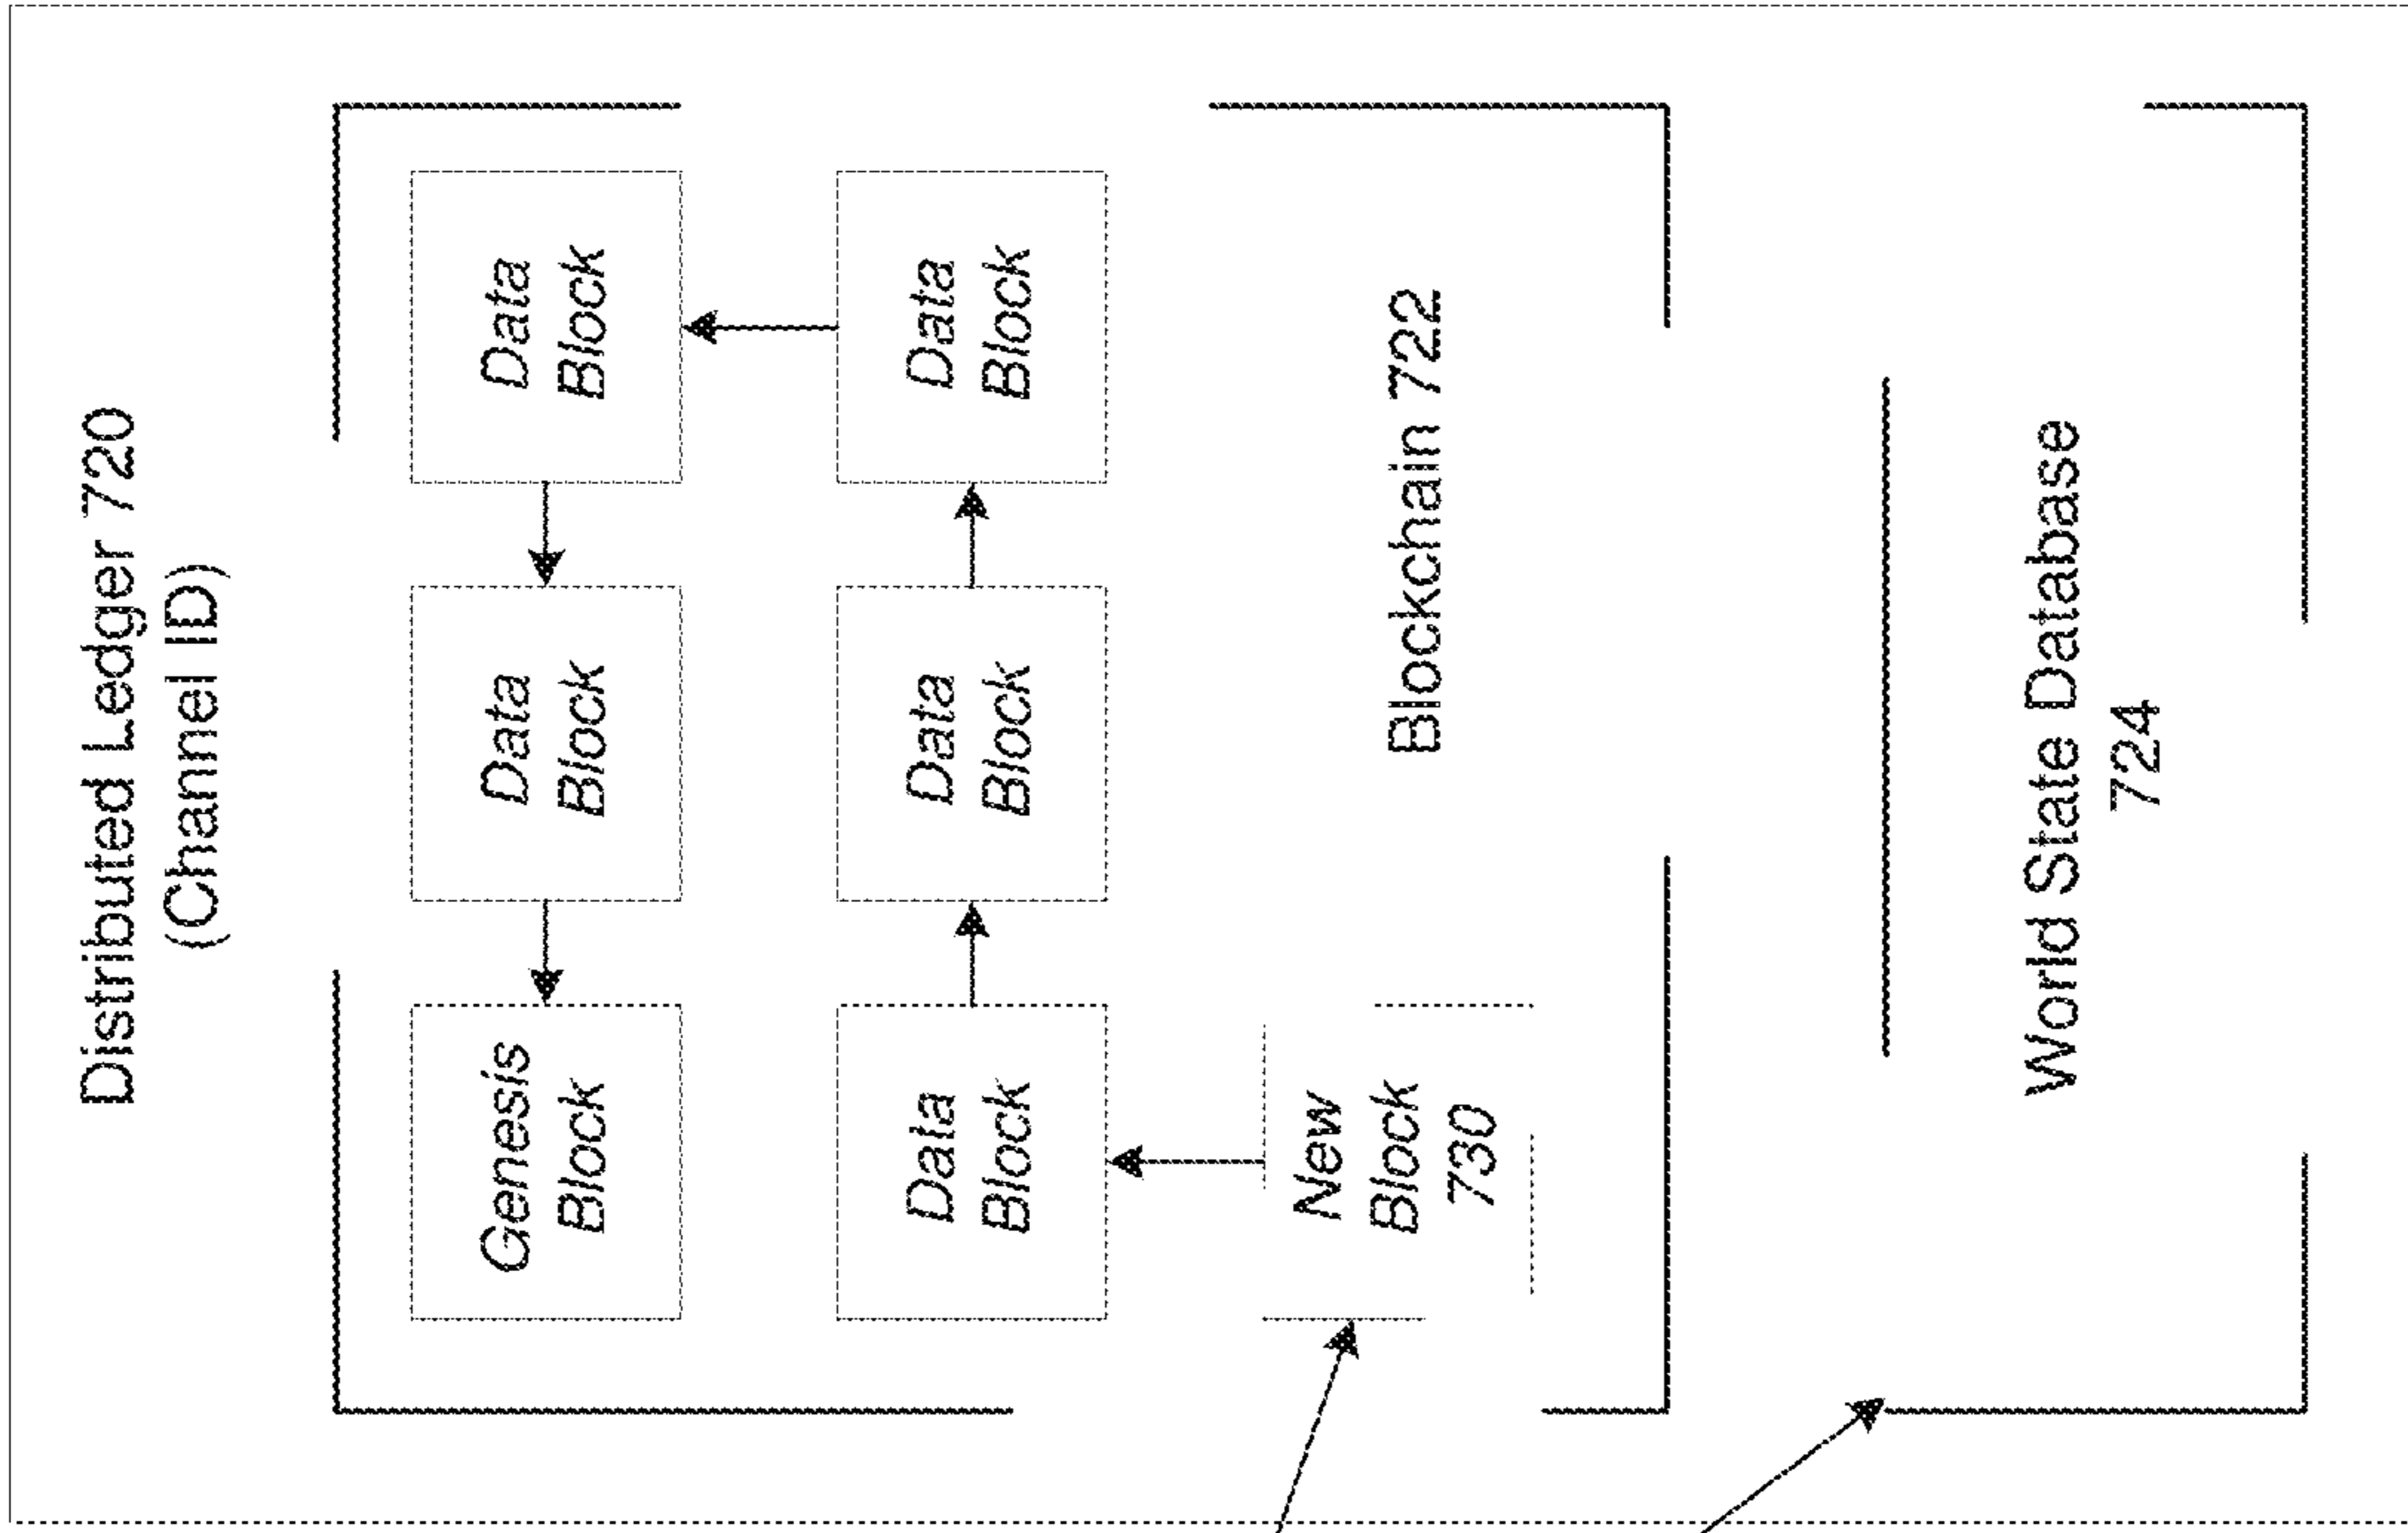 Distributed Ledger 720
(Channel ID)
Genesis
Block
Data
Block
Data
Block
Data
Block
Data
Block
Data
Block
New
Block
730
Blockchain 722
World State Database
724